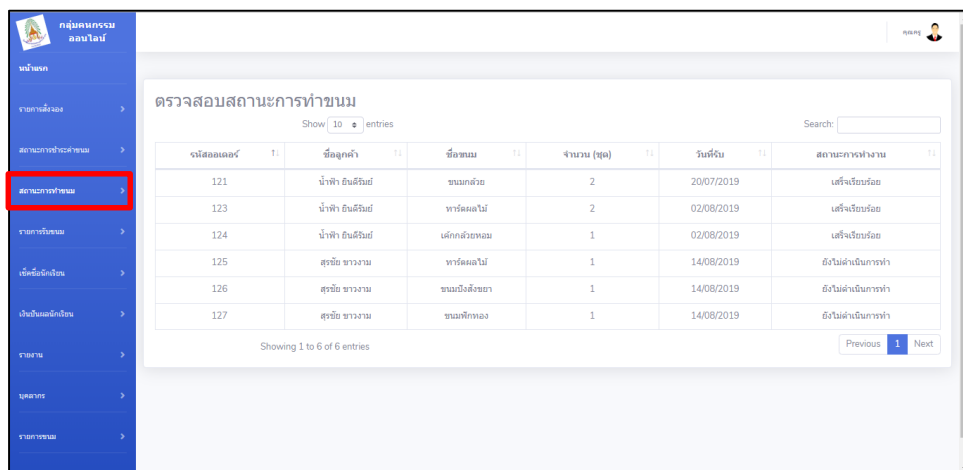 กลุ่มคหกรรม
ออนไลน์
คุณครู
หน้าแรก
รายการสั่งจอง
สถานะการชำระค่าขนม
สถานะการทำขนม
รายการรับขนม
เช็คชื่อนักเรียน
เงินปันผลนักเรียน
รายงาน
บุคลากร
รายการขนม
ตรวจสอบสถานะการทำขนม
Show 10 entries Search:
รหัสออเดอร์ ชื่อลูกค้า ชื่อขนม จำนวน (ชุด) วันที่รับ สถานะการทำงาน
121 น้ำฟ้า ยินดีรัมย์ ขนมกล้วย 2 20/07/2019 เสร็จเรียบร้อย
123 น้ำฟ้า ยินดีรัมย์ ทาร์ตผลไม้ 2 02/08/2019 เสร็จเรียบร้อย
124 น้ำฟ้า ยินดีรัมย์ เค้กกล้วยหอม 1 02/08/2019 เสร็จเรียบร้อย
125 สุรชัย ขาวงาม ทาร์ตผลไม้ 1 14/08/2019 ยังไม่ดำเนินการทำ
126 สุรชัย ขาวงาม ขนมปังสังขยา 1 14/08/2019 ยังไม่ดำเนินการทำ
127 สุรชัย ขาวงาม ขนมฟักทอง 1 14/08/2019 ยังไม่ดำเนินการทำ
Showing 1 to 6 of 6 entries Previous 1 Next